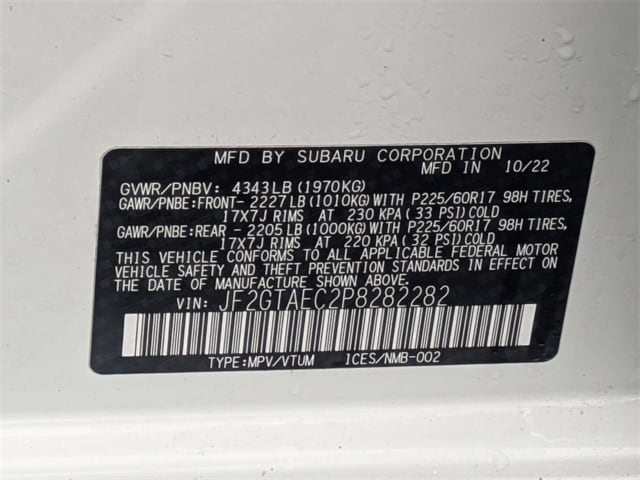 MFD BY SUBARU CORPORATION
MFD IN 10/22
GVWR/PNBV: 4343LB(1970KG)
GAWR/PNBE:FRONT- 2227LB(1010KG)WITH P225/60R17 98H TIRES,
17X7J RIMS AT 230 KPA(33 PSI)COLD
GAWR/PNBE:REAR - 2205LB(1000KG)WITH P225/60R17 98H TIRES,
17X7J RIMS AT 220 KPA(32 PSI)COLD
THIS VEHICLE CONFORMS TO ALL APPLICABLE FEDERAL MOTOR
VEHICLE SAFETY AND THEFT PREVENTION STANDARDS IN EFFECT ON
THE DATE OF MANUFACTURE SHOWN ABOVE.
VIN: JF2GTAEC2P8282282
TYPE:MPV/VTUM ICES/NMB-002